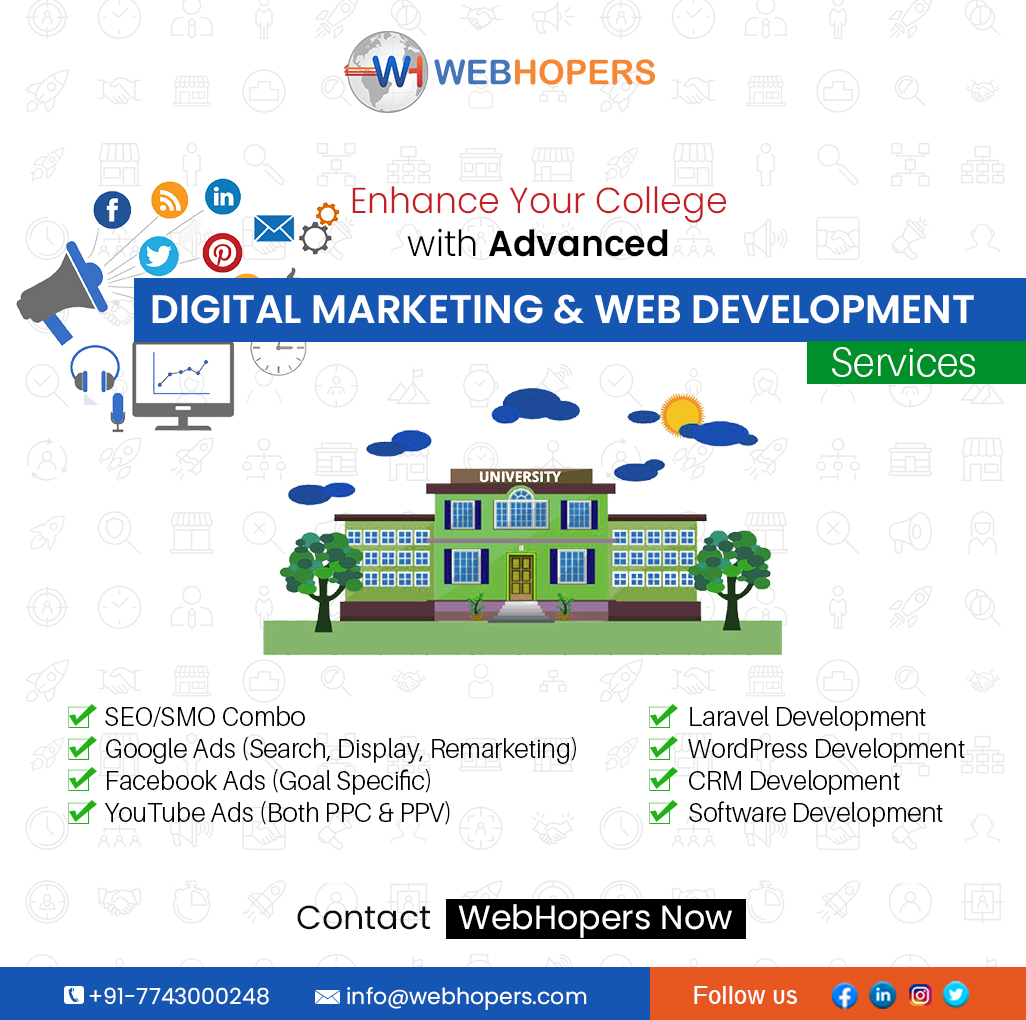 WEBHOPERS
Enhance Your College
with Advanced
DIGITAL MARKETING & WEB DEVELOPMENT
Services
UNIVERSITY
SEO/SMO Combo
Google Ads (Search, Display, Remarketing)
Facebook Ads (Goal Specific)
YouTube Ads (Both PPC & PPV)
Laravel Development
WordPress Development
CRM Development
Software Development
Contact WebHopers Now
+91-7743000248
info@webhopers.com
Follow us